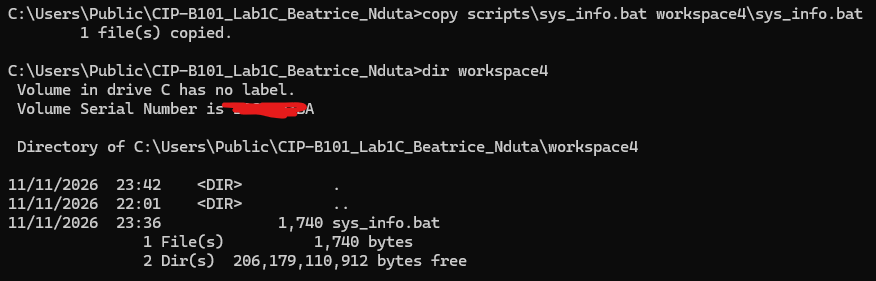 C:\Users\Public\CIP-B101_Lab1C_Beatrice_Nduta>copy scripts\sys_info.bat workspace4\sys_info.bat
        1 file(s) copied.

C:\Users\Public\CIP-B101_Lab1C_Beatrice_Nduta>dir workspace4
 Volume in drive C has no label.
 Volume Serial Number is

 Directory of C:\Users\Public\CIP-B101_Lab1C_Beatrice_Nduta\workspace4

11/11/2026  23:42    <DIR>          .
11/11/2026  22:01    <DIR>          ..
11/11/2026  23:36             1,740 sys_info.bat
               1 File(s)          1,740 bytes
               2 Dir(s)  206,179,110,912 bytes free